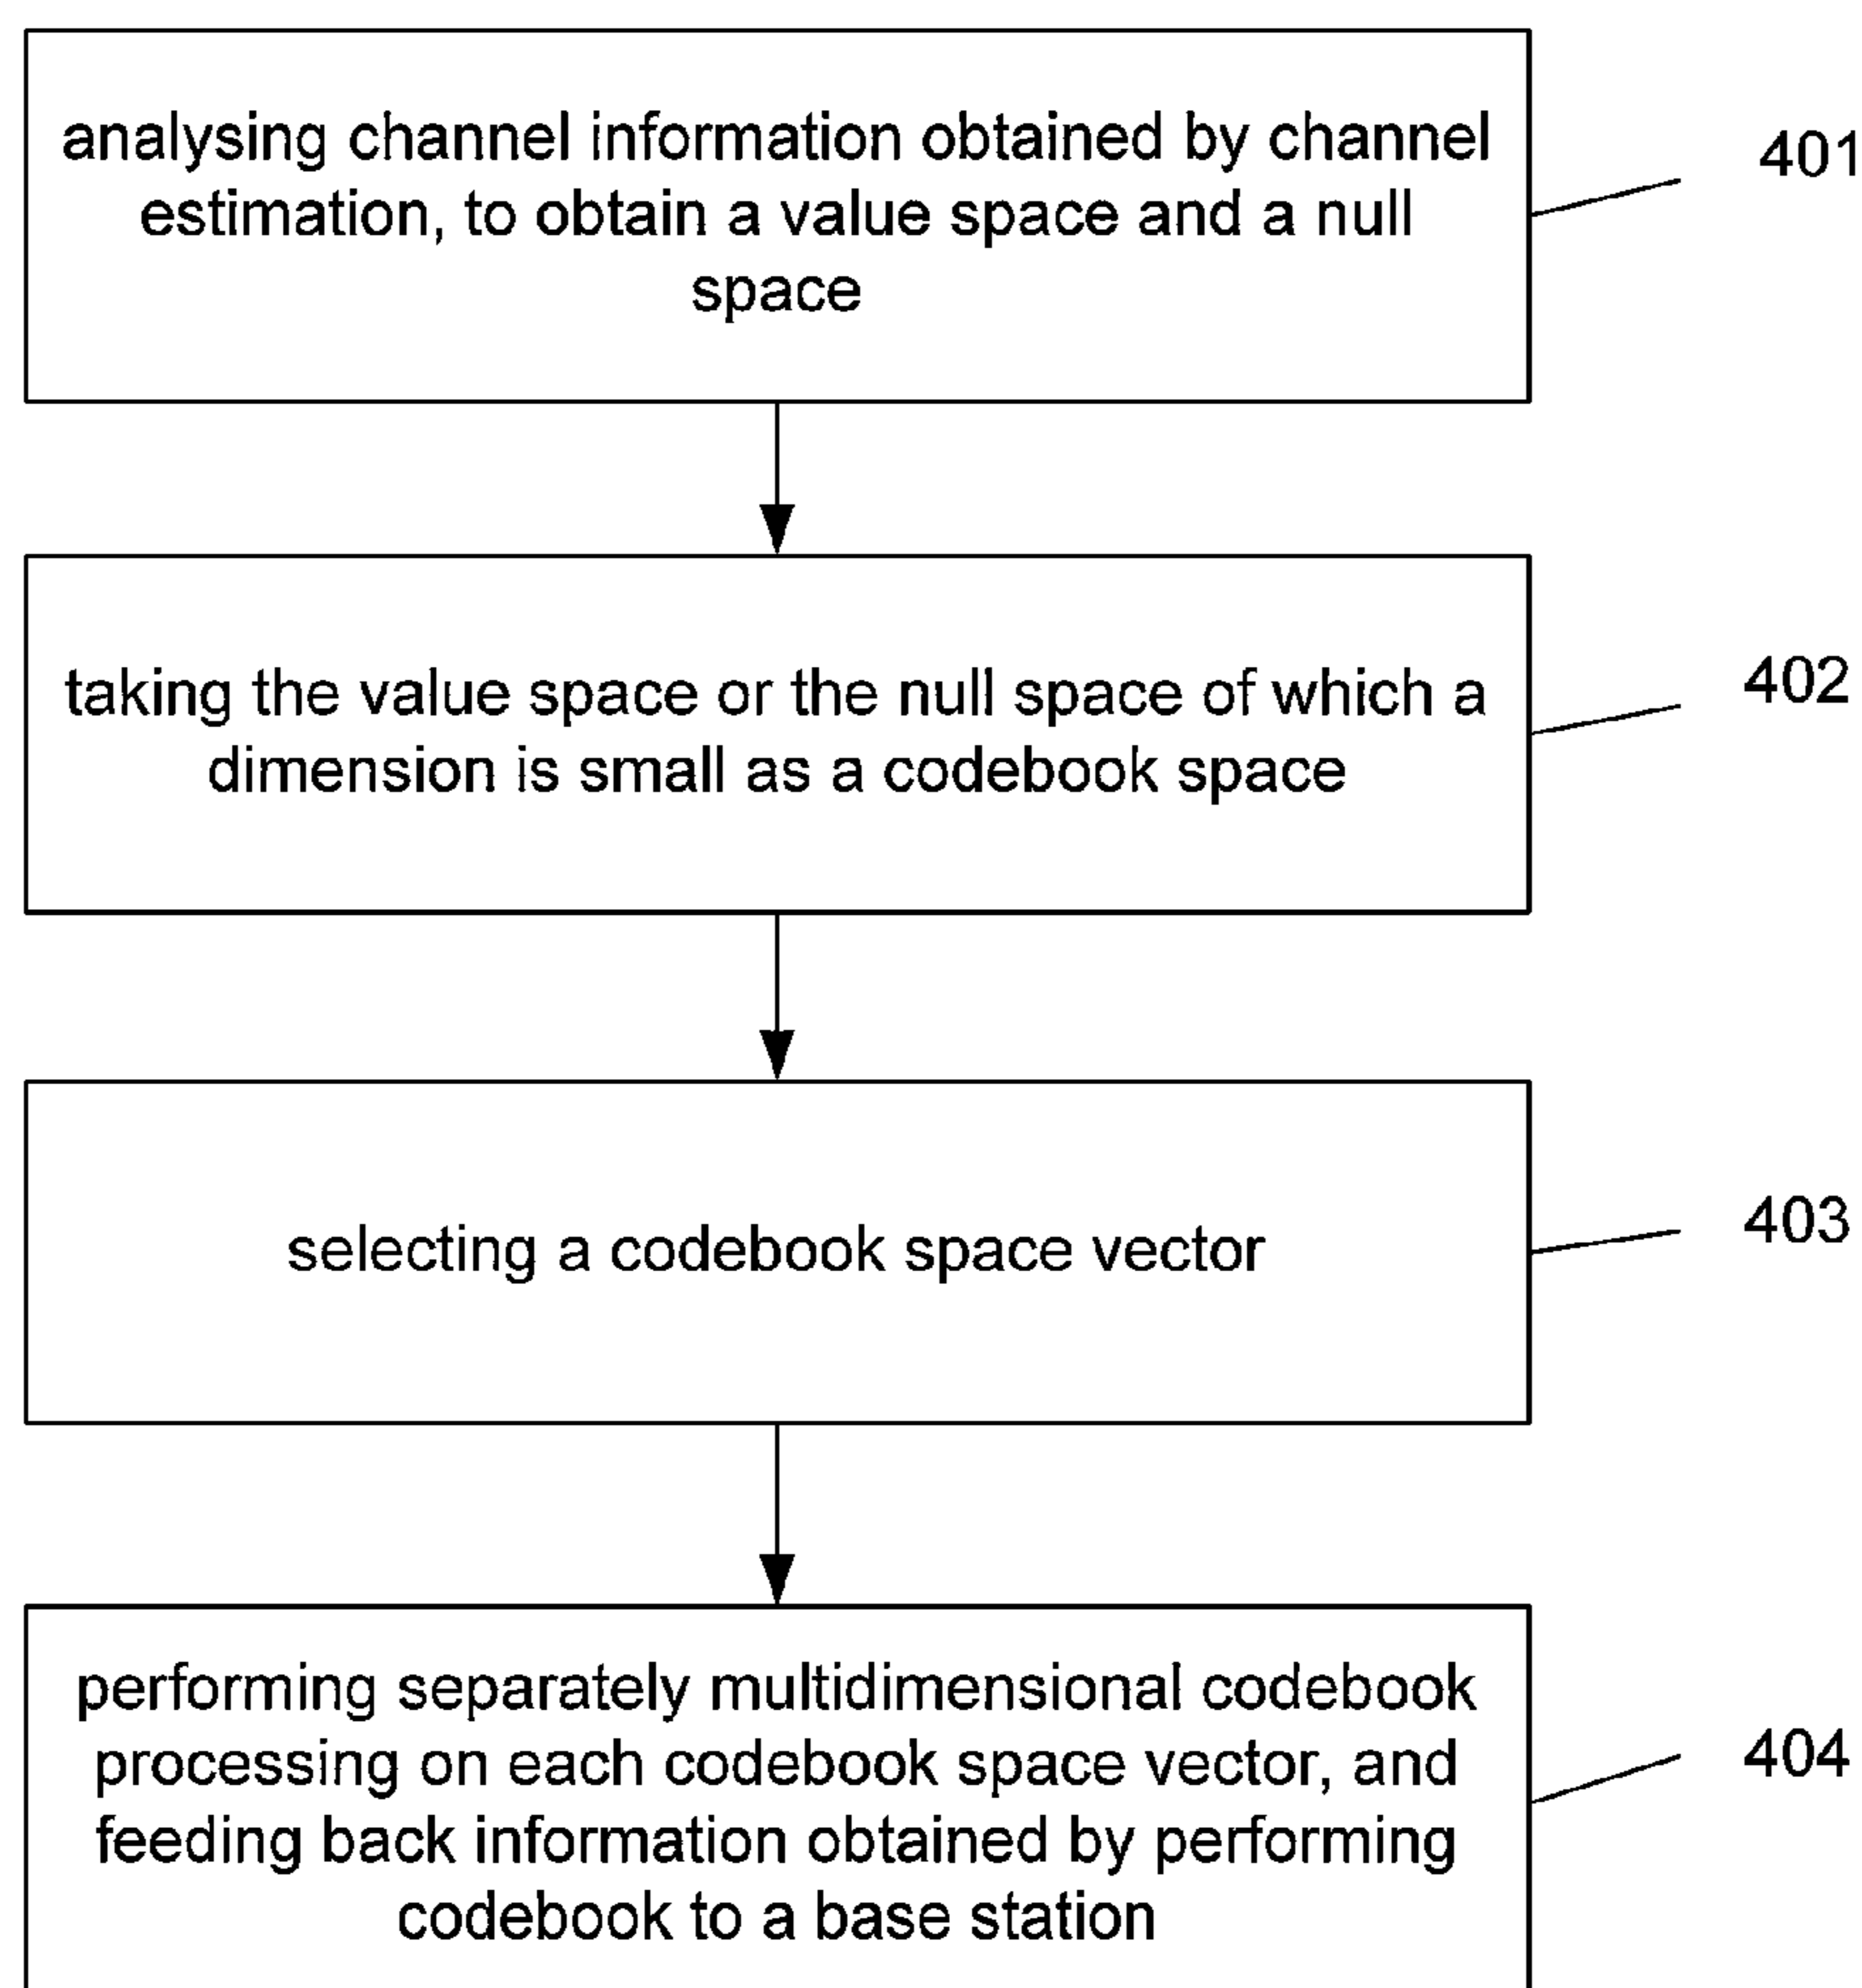 analysing channel information obtained by channel
estimation, to obtain a value space and a null
space
401
taking the value space or the null space of which a
dimension is small as a codebook space
402
selecting a codebook space vector
403
performing separately multidimensional codebook
processing on each codebook space vector, and
feeding back information obtained by performing
codebook to a base station
404